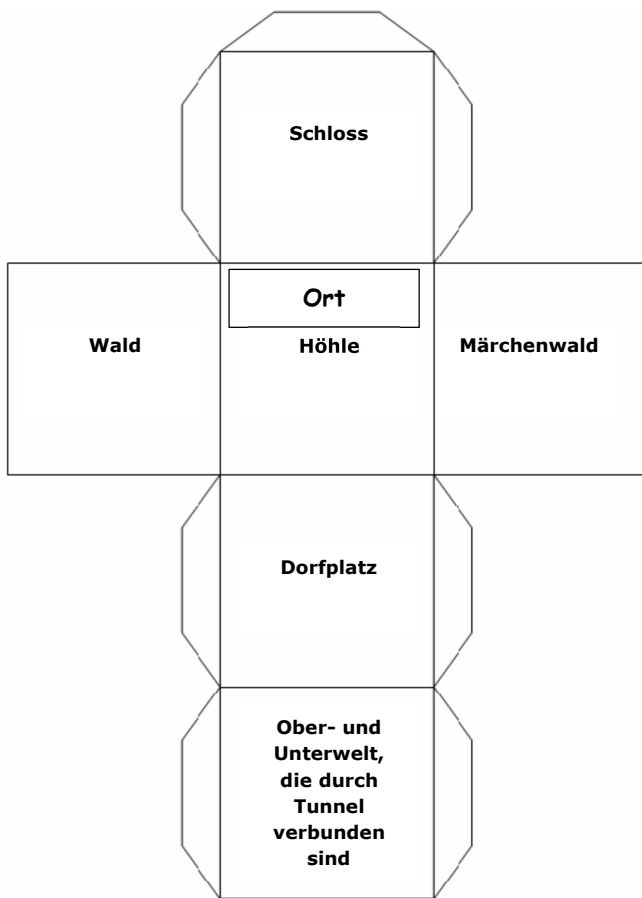 Schloss
Ort
Wald
Höhle
Märchenwald
Dorfplatz
Ober- und
Unterwelt,
die durch
Tunnel
verbunden
sind